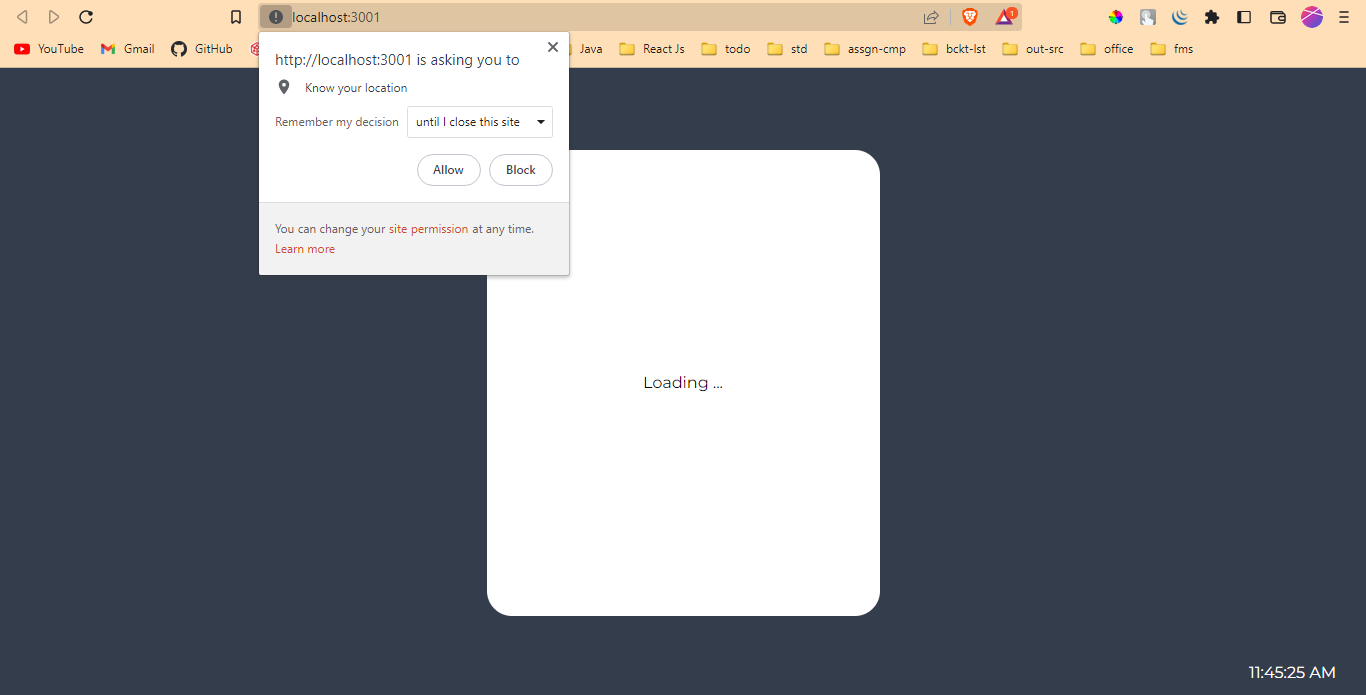 localhost:3001
1
YouTube Gmail GitHub Java React Js todo std assgn-cmp bckt-lst out-src office fms
http://localhost:3001 is asking you to
Know your location
Remember my decision until I close this site
Allow Block
You can change your site permission at any time.
Learn more
Loading ...
11:45:25 AM